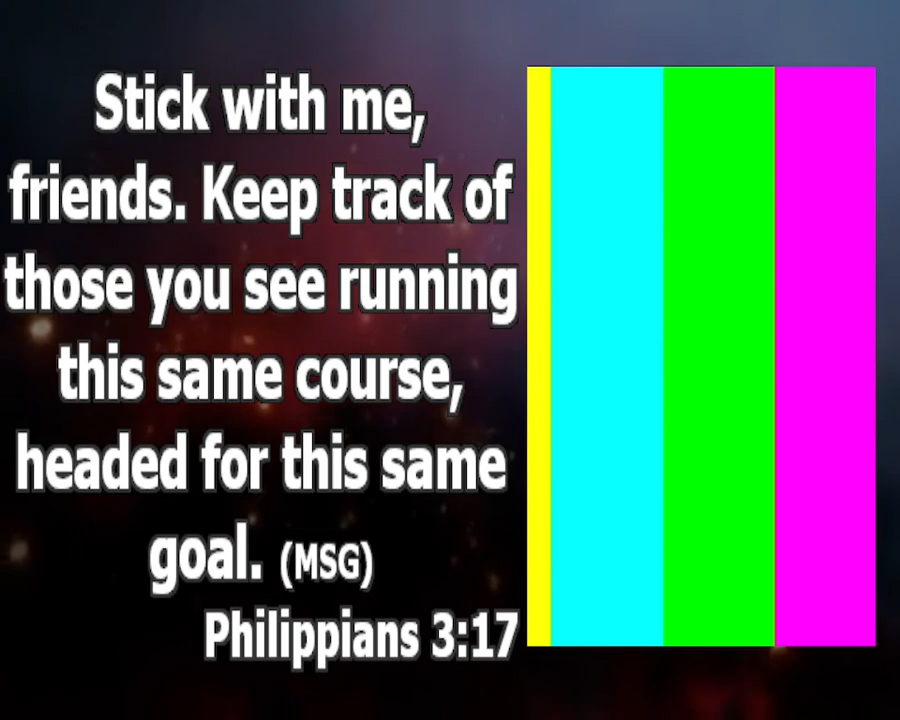 Stick with me,
friends. Keep track of
those you see running
this same course,
headed for this same
goal. (MSG)
Philippians 3:17